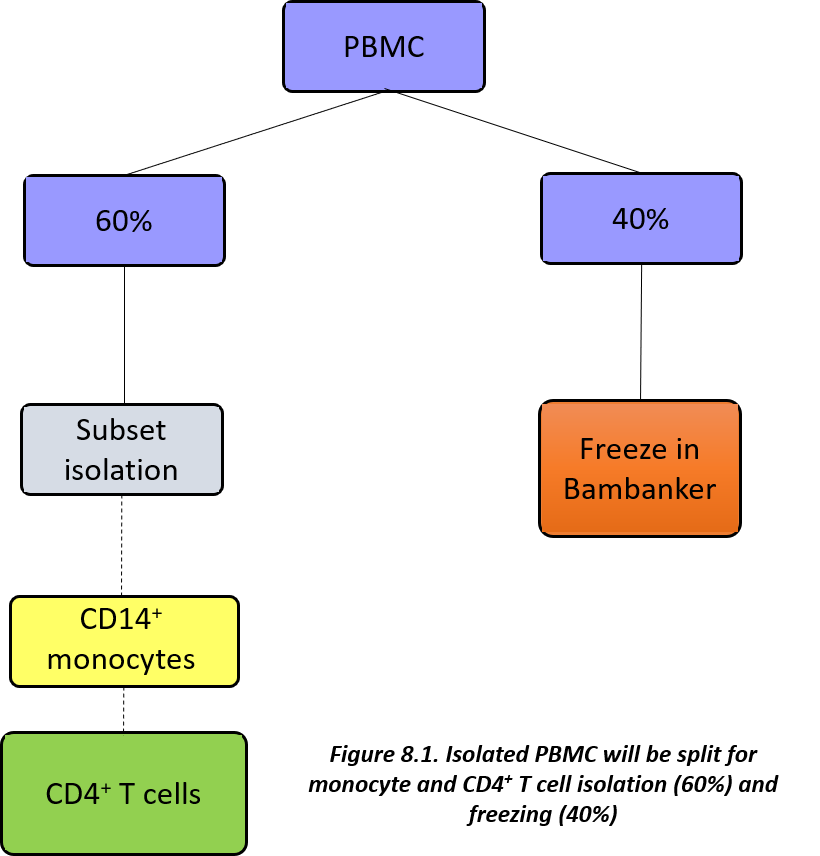 PBMC
60%
40%
Subset
isolation
Freeze in
Bambanker
CD14⁺
monocytes
CD4⁺ T cells
Figure 8.1. Isolated PBMC will be split for
monocyte and CD4⁺ T cell isolation (60%) and
freezing (40%)